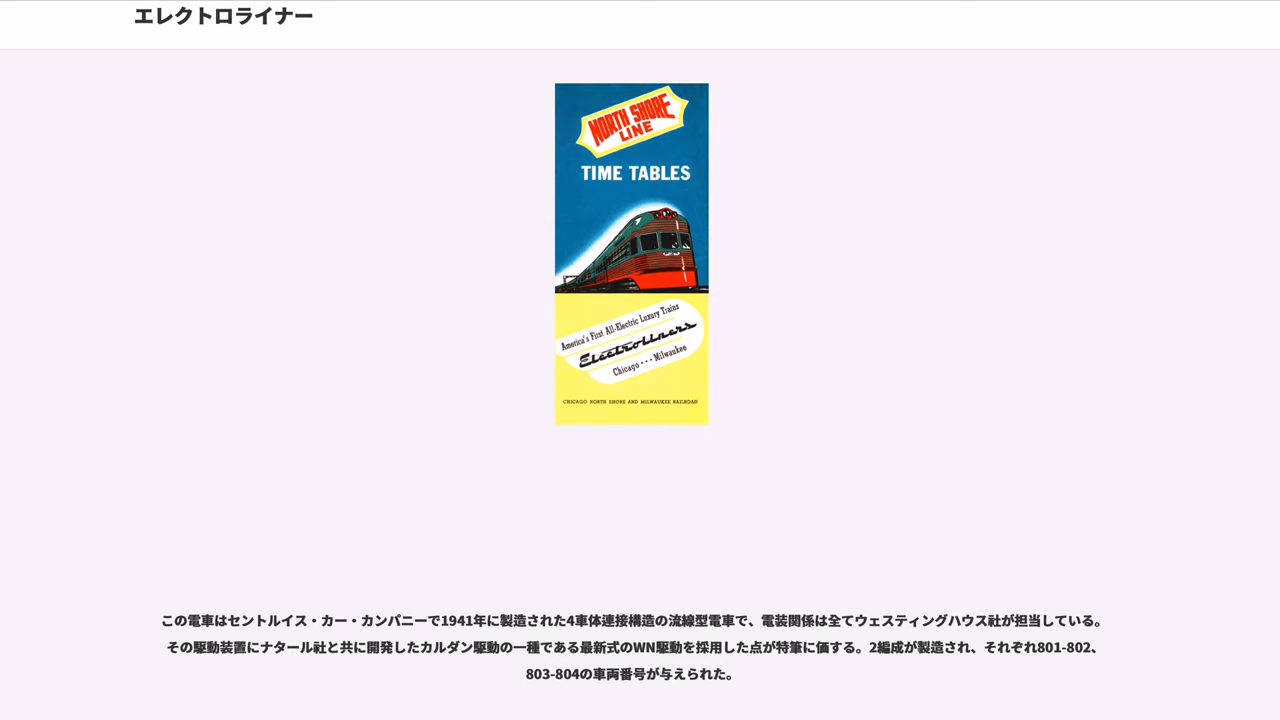 エレクトロライナー
NORTH SHORE
LINE
TIME TABLES
America's First All-Electric Luxury Trains
Electroliners
Chicago • • • Milwaukee
CHICAGO NORTH SHORE AND MILWAUKEE RAILROAD
この電車はセントルイス・カー・カンパニーで1941年に製造された4車体連接構造の流線型電車で、電装関係は全てウェスティングハウス社が担当している。
その駆動装置にナタール社と共に開発したカルダン駆動の一種である最新式のWN駆動を採用した点が特筆に価する。2編成が製造され、それぞれ801-802、
803-804の車両番号が与えられた。